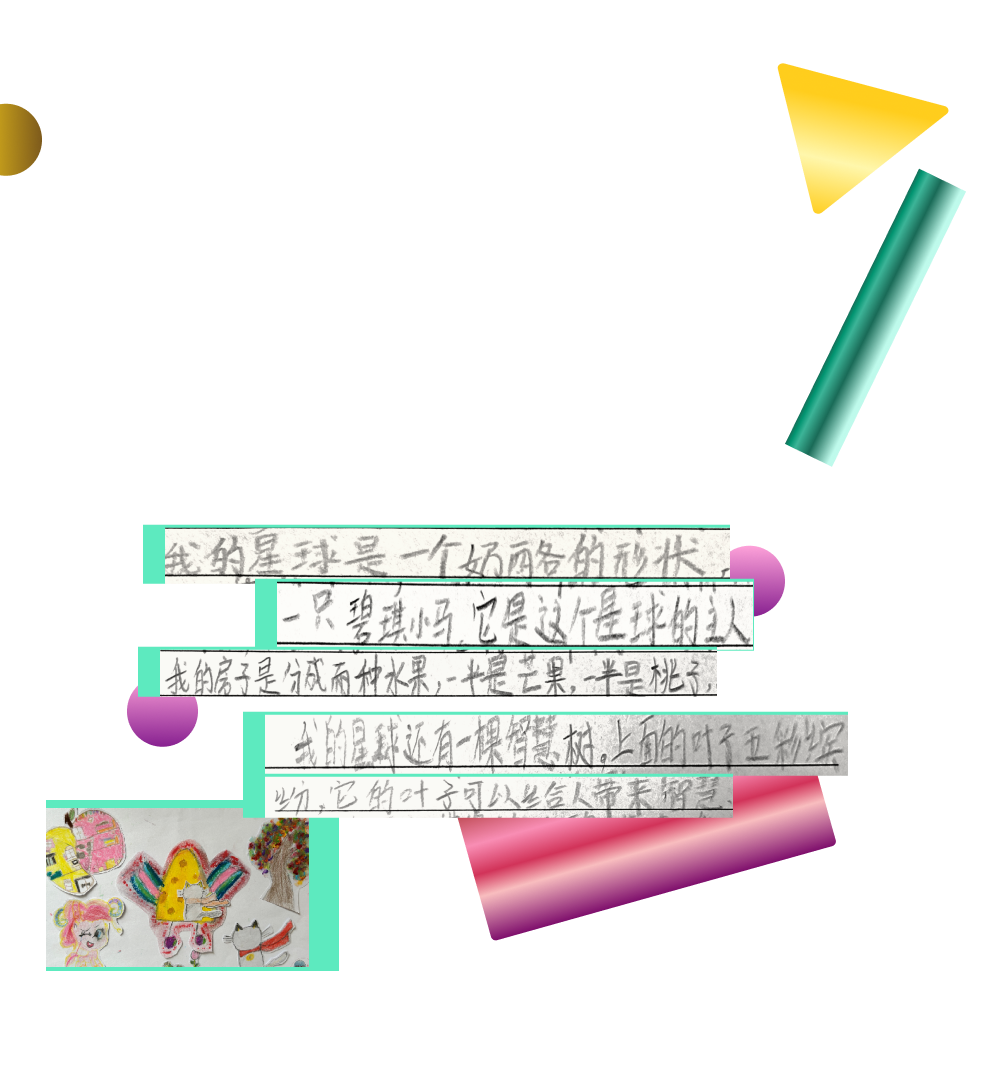 我的星球是一个奶酪的形状
一只碧琪小马,它是这个星球的主人
我的房子是分成两种水果,一半是芒果,一半是桃子,
我的星球还有一棵智慧树。上面的叶子五彩缤
纷,它的叶子可以给人带来智慧